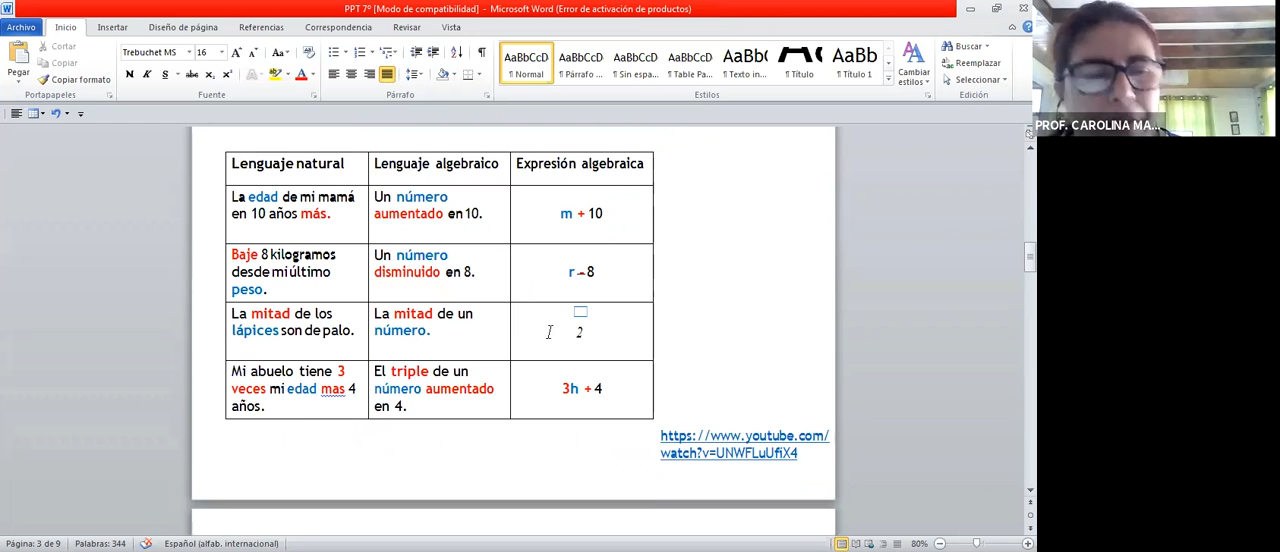 PPT 7º [Modo de compatibilidad] - Microsoft Word (Error de activación de productos)
Archivo Inicio Insertar Diseño de página Referencias Correspondencia Revisar Vista
Pegar
Cortar
Copiar
Copiar formato
Portapapeles
Trebuchet MS 16
N K S abc x₂ x²
Fuente
Párrafo
AaBbCcD AaBbCcD AaBbCcD AaBbCcD AaBb( AaBb
¶ Normal ¶ Párrafo ... ¶ Sin espa... ¶ Table Pa... ¶ Texto in... ¶ Título ¶ Título 1
Cambiar estilos
Estilos
Buscar
Reemplazar
Seleccionar
Edición
PROF. CAROLINA MA...
Lenguaje natural Lenguaje algebraico Expresión algebraica
La edad de mi mamá
en 10 años más.
Un número
aumentado en 10.
m + 10
Baje 8 kilogramos
desde mi último
peso.
Un número
disminuido en 8.
r - 8
La mitad de los
lápices son de palo.
La mitad de un
número.
2
Mi abuelo tiene 3
veces mi edad mas 4
años.
El triple de un
número aumentado
en 4.
3h + 4
https://www.youtube.com/
watch?v=UNWFLuUfiX4
Página: 3 de 9 Palabras: 344 Español (alfab. internacional) 80%